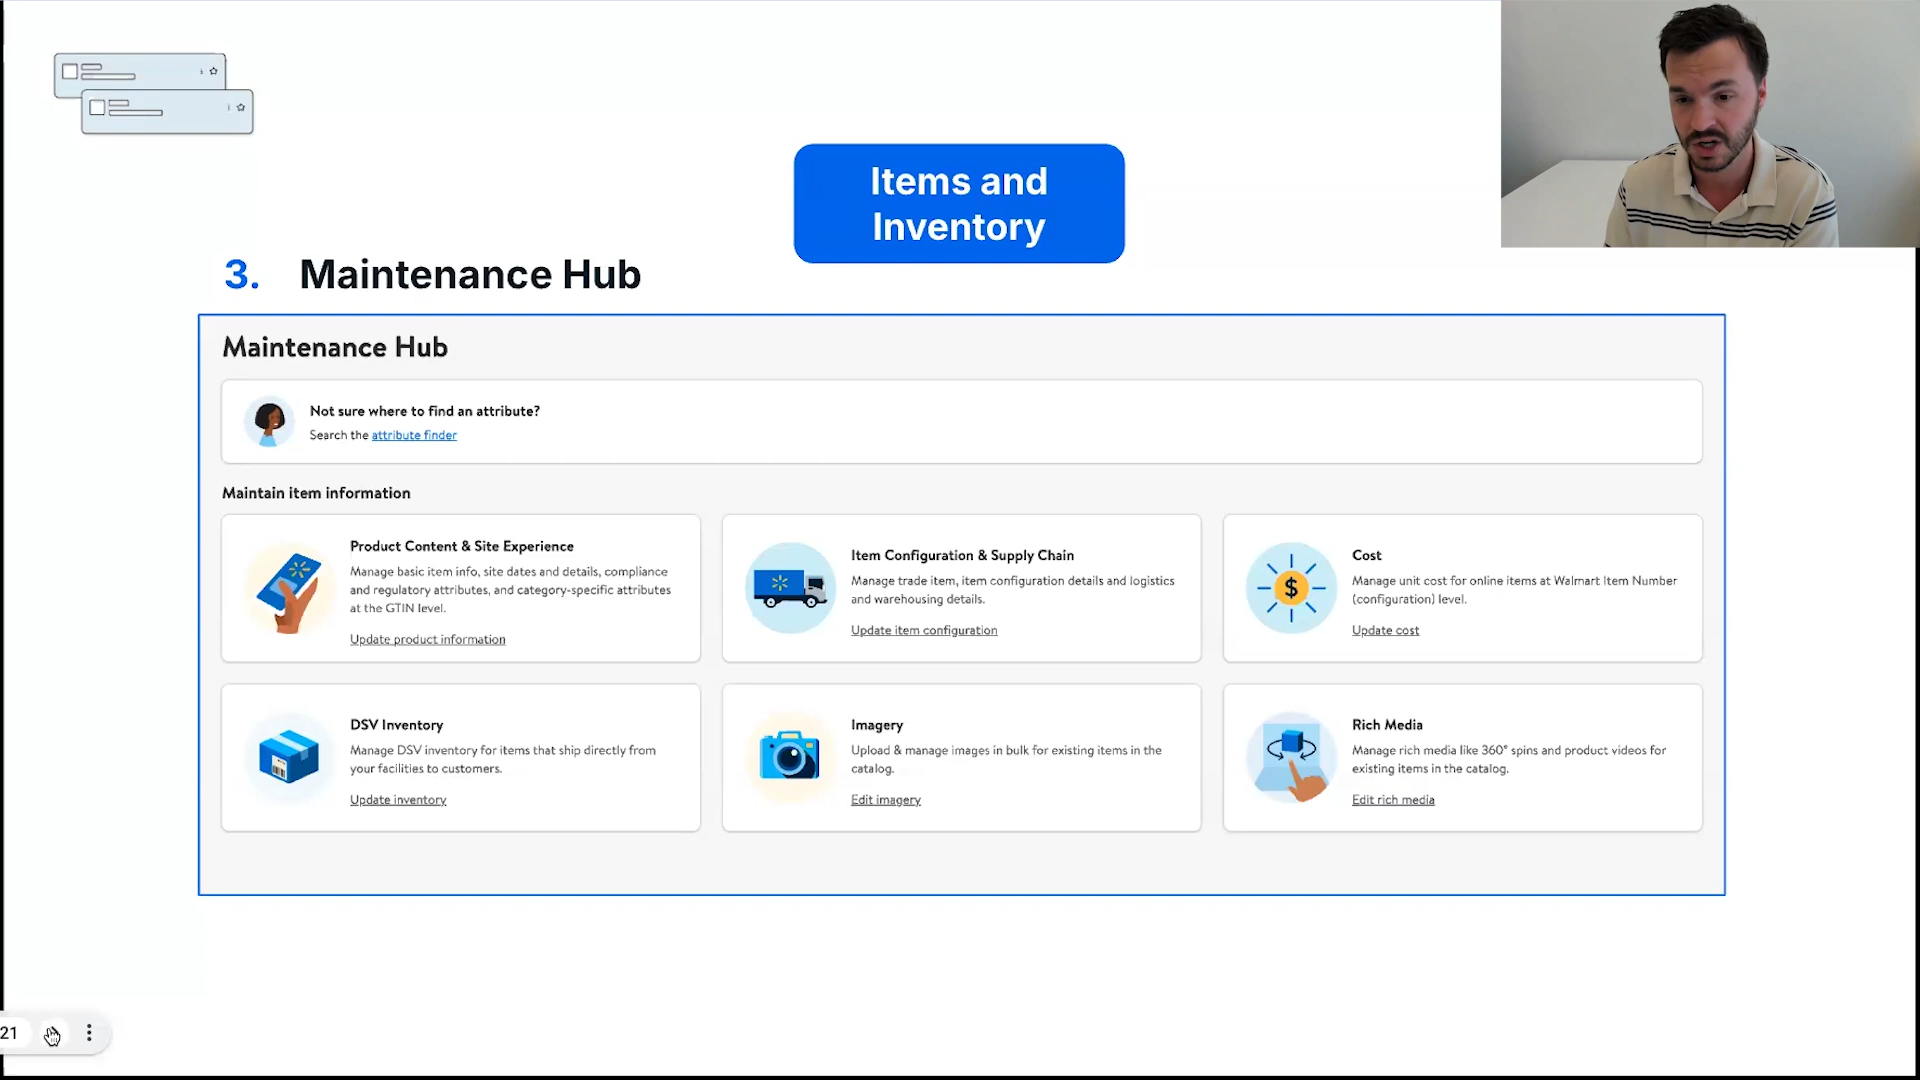 Items and
Inventory
3. Maintenance Hub
Maintenance Hub
Not sure where to find an attribute?
Search the attribute finder
Maintain item information
Product Content & Site Experience
Manage basic item info, site dates and details, compliance
and regulatory attributes, and category-specific attributes
at the GTIN level.
Update product information
Item Configuration & Supply Chain
Manage trade item, item configuration details and logistics
and warehousing details.
Update item configuration
Cost
Manage unit cost for online items at Walmart Item Number
(configuration) level.
Update cost
DSV Inventory
Manage DSV inventory for items that ship directly from
your facilities to customers.
Update inventory
Imagery
Upload & manage images in bulk for existing items in the
catalog.
Edit imagery
Rich Media
Manage rich media like 360° spins and product videos for
existing items in the catalog.
Edit rich media
21